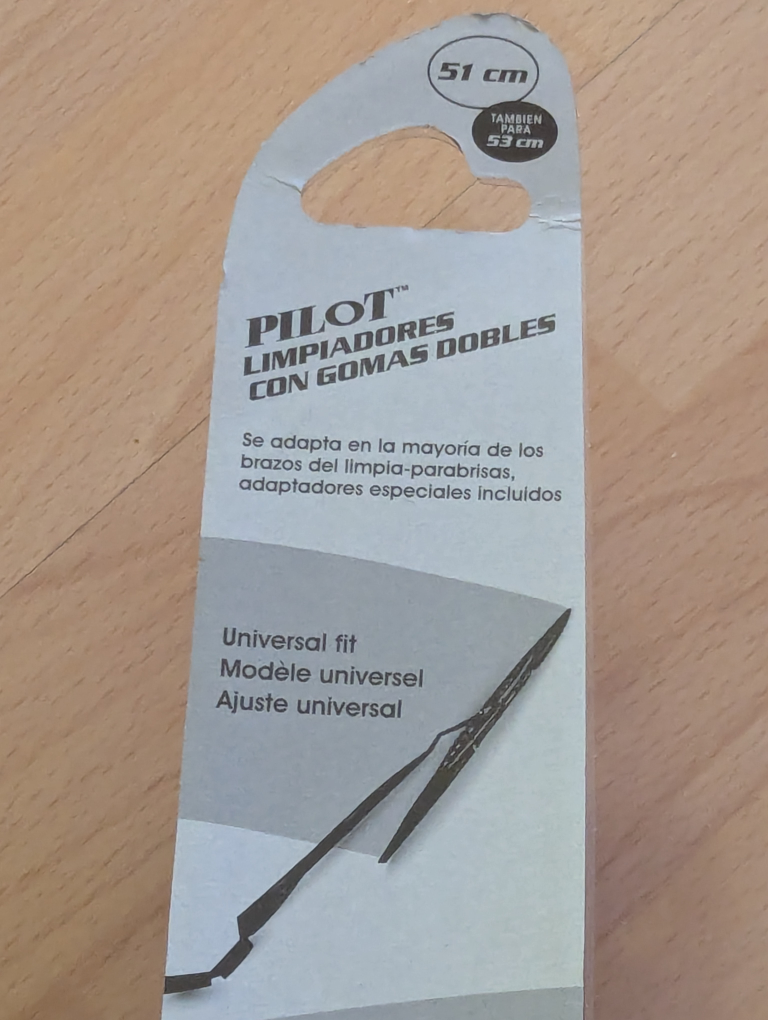 51 cm
TAMBIEN
PARA
53 cm
PILOT™
LIMPIADORES
CON GOMAS DOBLES
Se adapta en la mayoría de los
brazos del limpia-parabrisas,
adaptadores especiales incluidos
Universal fit
Modèle universel
Ajuste universal